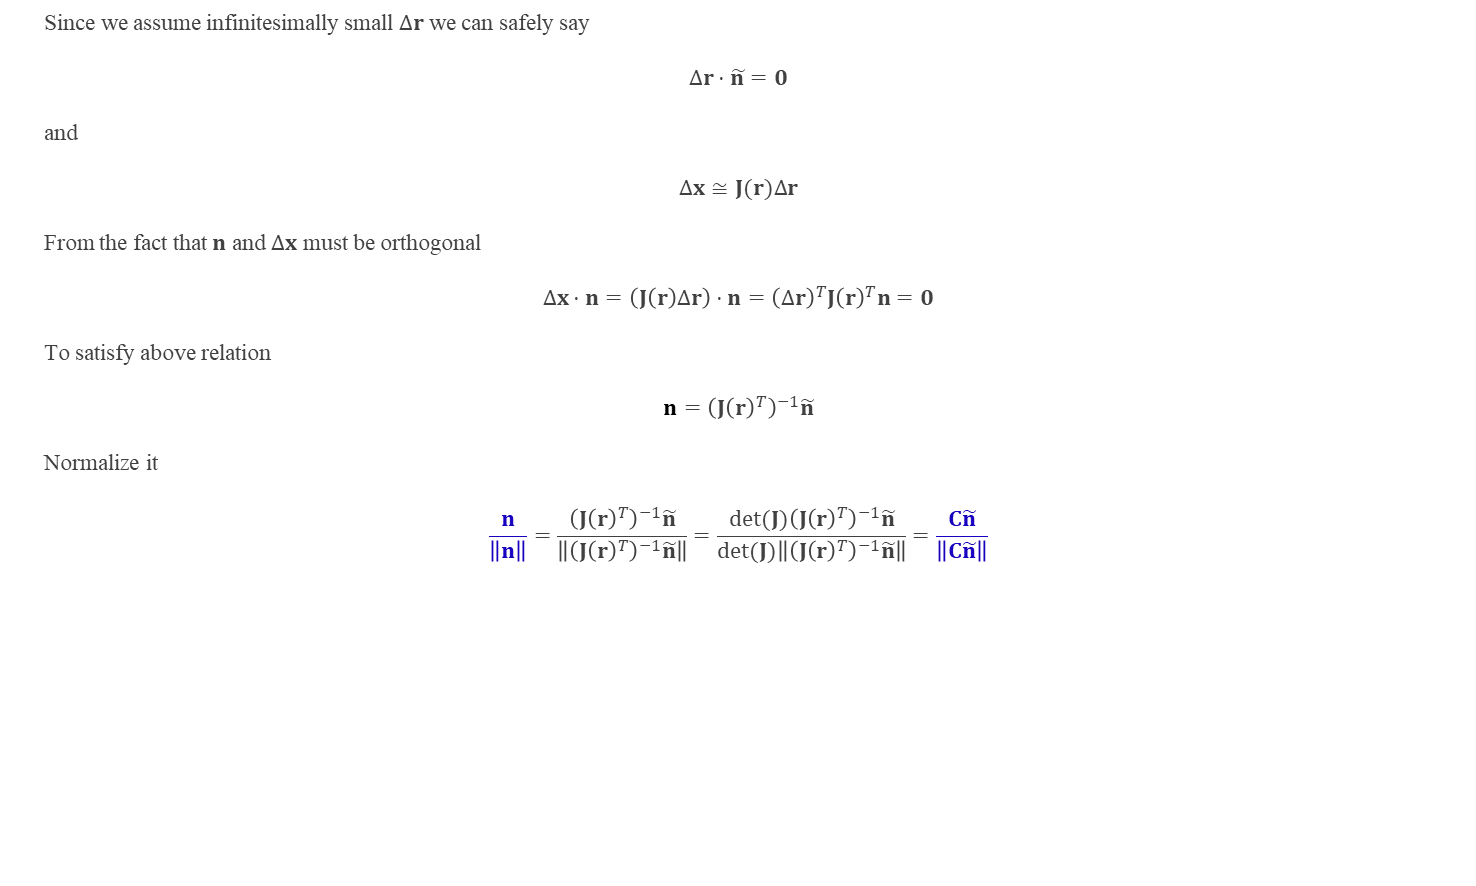 Since we assume infinitesimally small Δr we can safely say
Δr · ñ = 0
and
Δx ≅ J(r)Δr
From the fact that n and Δx must be orthogonal
Δx · n = (J(r)Δr) · n = (Δr)ᵀJ(r)ᵀn = 0
To satisfy above relation
n = (J(r)ᵀ)⁻¹ñ
Normalize it
n/‖n‖ = (J(r)ᵀ)⁻¹ñ/‖(J(r)ᵀ)⁻¹ñ‖ = det(J)(J(r)ᵀ)⁻¹ñ/det(J)‖(J(r)ᵀ)⁻¹ñ‖ = Cñ/‖Cñ‖